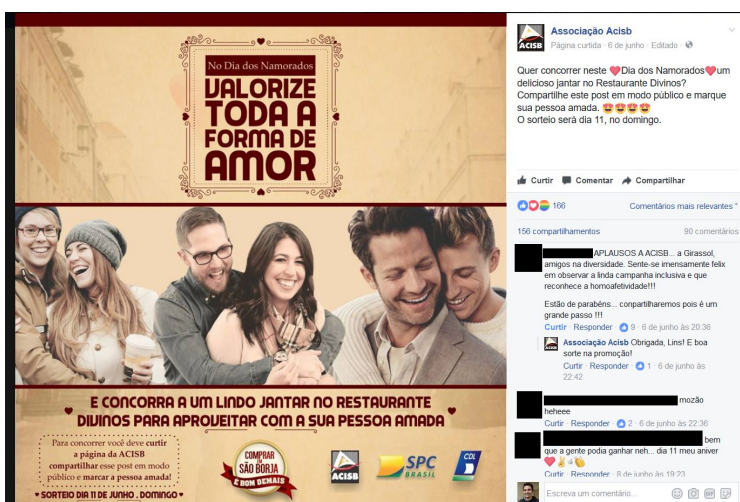 No Dia dos Namorados
VALORIZE
TODA A
FORMA DE
AMOR
E CONCORRA A UM LINDO JANTAR NO RESTAURANTE
DIVINOS PARA APROVEITAR COM A SUA PESSOA AMADA
Para concorrer você deve curtir
a página da ACISB
compartilhar esse post em modo
público e marcar a pessoa amada!
SORTEIO DIA 11 DE JUNHO . DOMINGO
COMPRAR
EM
SÃO BORJA
É BOM DEMAIS
ACISB
SPC
BRASIL
CDL
ACISB
Associação Acisb
Página curtida · 6 de junho · Editado ·
Quer concorrer neste ❤Dia dos Namorados❤um
delicioso jantar no Restaurante Divinos?
Compartilhe este post em modo público e marque
sua pessoa amada. 😍😍😍😍
O sorteio será dia 11, no domingo.
Curtir Comentar Compartilhar
166 Comentários mais relevantes
156 compartilhamentos 90 comentários
APLAUSOS A ACISB... a Girassol,
amigos na diversidade. Sente-se imensamente felix
em observar a linda campanha inclusiva e que
reconhece a homoafetividade!!!
Estão de parabéns... conpartilharemos pois é um
grande passo !!!
Curtir · Responder · 9 · 6 de junho às 20:36
Associação Acisb Obrigada, Lins! E boa
sorte na promoção!
Curtir · Responder · 1 · 6 de junho às
22:42
mozão
heheee
Curtir · Responder · 2 · 6 de junho às 22:36
bem
que a gente podia ganhar neh... dia 11 meu aniver
Curtir · Responder · 8 de junho às 19:23
Escreva um comentário...
GIF